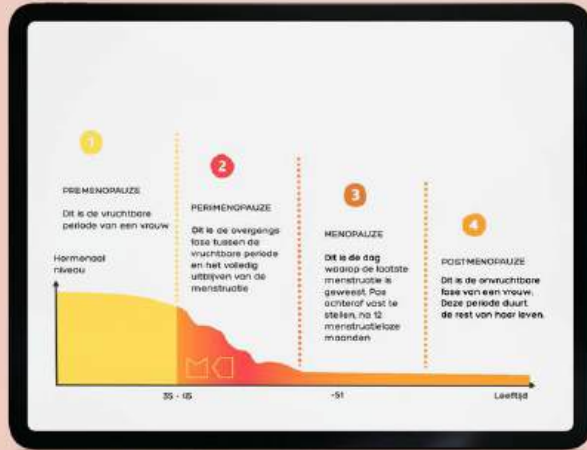 1
PREMENOPAUZE
Dit is de vruchtbare
periode van een vrouw
Hormonaal
niveau
2
PERIMENOPAUZE
Dit is de overgangs
fase tussen de
vruchtbare periode
en het volledig
uitblijven van de
menstruatie
3
MENOPAUZE
Dit is de dag
waarop de laatste
menstruatie is
geweest. Pas
achteraf vast te
stellen, na 12
menstruatieloze
maanden
4
POSTMENOPAUZE
Dit is de onvruchtbare
fase van een vrouw.
Deze periode duurt
de rest van haar leven.
35 - 45
~51
Leeftijd